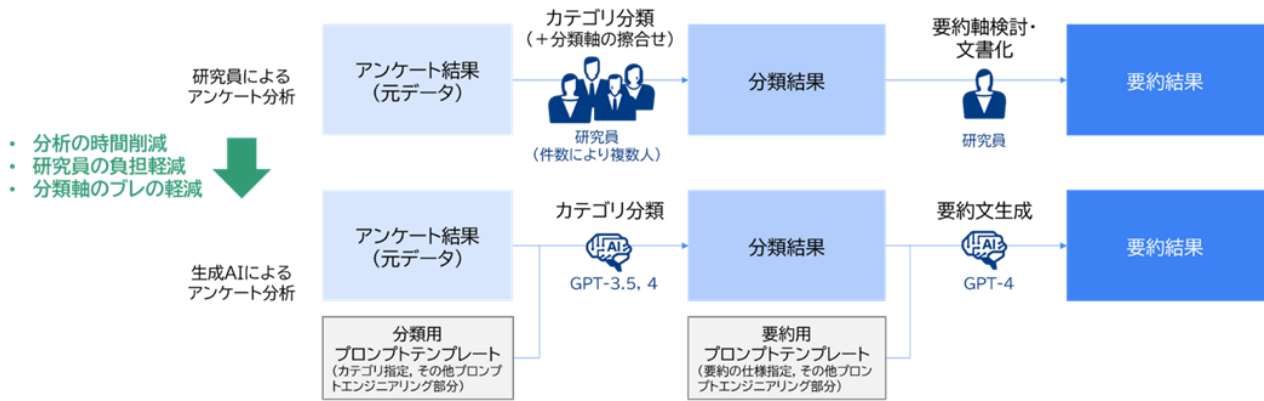 研究員による
アンケート分析
アンケート結果
（元データ）
カテゴリ分類
（＋分類軸の擦合せ）
研究員
（件数により複数人）
分類結果
要約軸検討・
文書化
研究員
要約結果
• 分析の時間削減
• 研究員の負担軽減
• 分類軸のブレの軽減
生成AIによる
アンケート分析
アンケート結果
（元データ）
カテゴリ分類
AI
GPT-3.5, 4
分類結果
要約文生成
AI
GPT-4
要約結果
分類用
プロンプトテンプレート
（カテゴリ指定, その他プロンプ
トエンジニアリング部分）
要約用
プロンプトテンプレート
（要約の仕様指定, その他プロン
プトエンジニアリング部分）